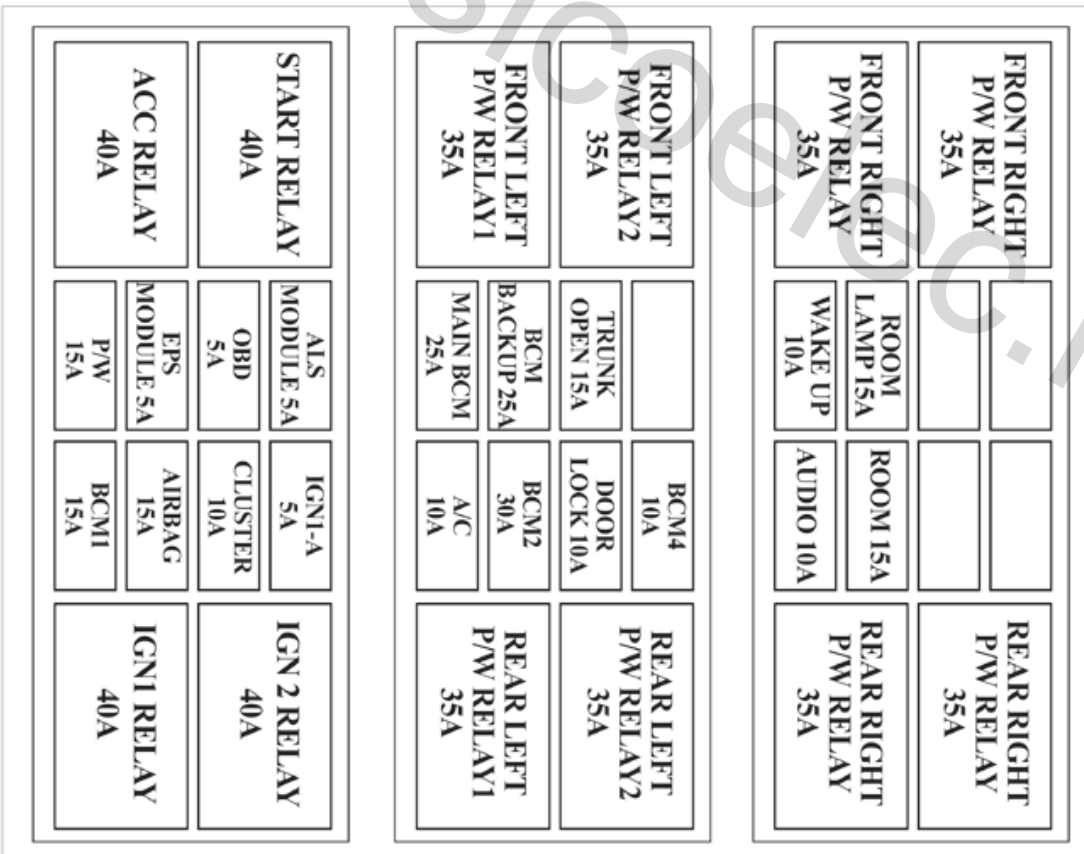 FRONT RIGHT
P/W RELAY
35A
REAR RIGHT
P/W RELAY
35A
FRONT RIGHT
P/W RELAY
35A
ROOM
LAMP 15A
ROOM 15A
WAKE UP
10A
AUDIO 10A
REAR RIGHT
P/W RELAY
35A
FRONT LEFT
P/W RELAY2
35A
BCM4
10A
TRUNK
OPEN 15A
DOOR
LOCK 10A
REAR LEFT
P/W RELAY2
35A
FRONT LEFT
P/W RELAY1
35A
BCM
BACKUP 25A
BCM2
30A
MAIN BCM
25A
A/C
10A
REAR LEFT
P/W RELAY1
35A
START RELAY
40A
ALS
MODULE 5A
IGN1-A
5A
OBD
5A
CLUSTER
10A
IGN 2 RELAY
40A
ACC RELAY
40A
EPS
MODULE 5A
AIRBAG
15A
P/W
15A
BCM1
15A
IGN1 RELAY
40A